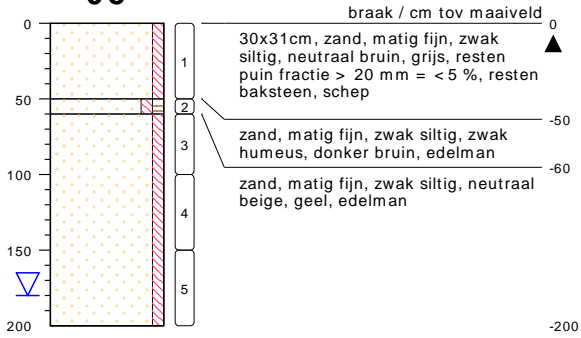 braak / cm tov maaiveld
0
0
30x31cm, zand, matig fijn, zwak
siltig, neutraal bruin, grijs, resten
puin fractie > 20 mm = <5 %, resten
baksteen, schep
1
50
2
-50
zand, matig fijn, zwak siltig, zwak
humeus, donker bruin, edelman
3
-60
zand, matig fijn, zwak siltig, neutraal
beige, geel, edelman
100
4
150
5
200
-200